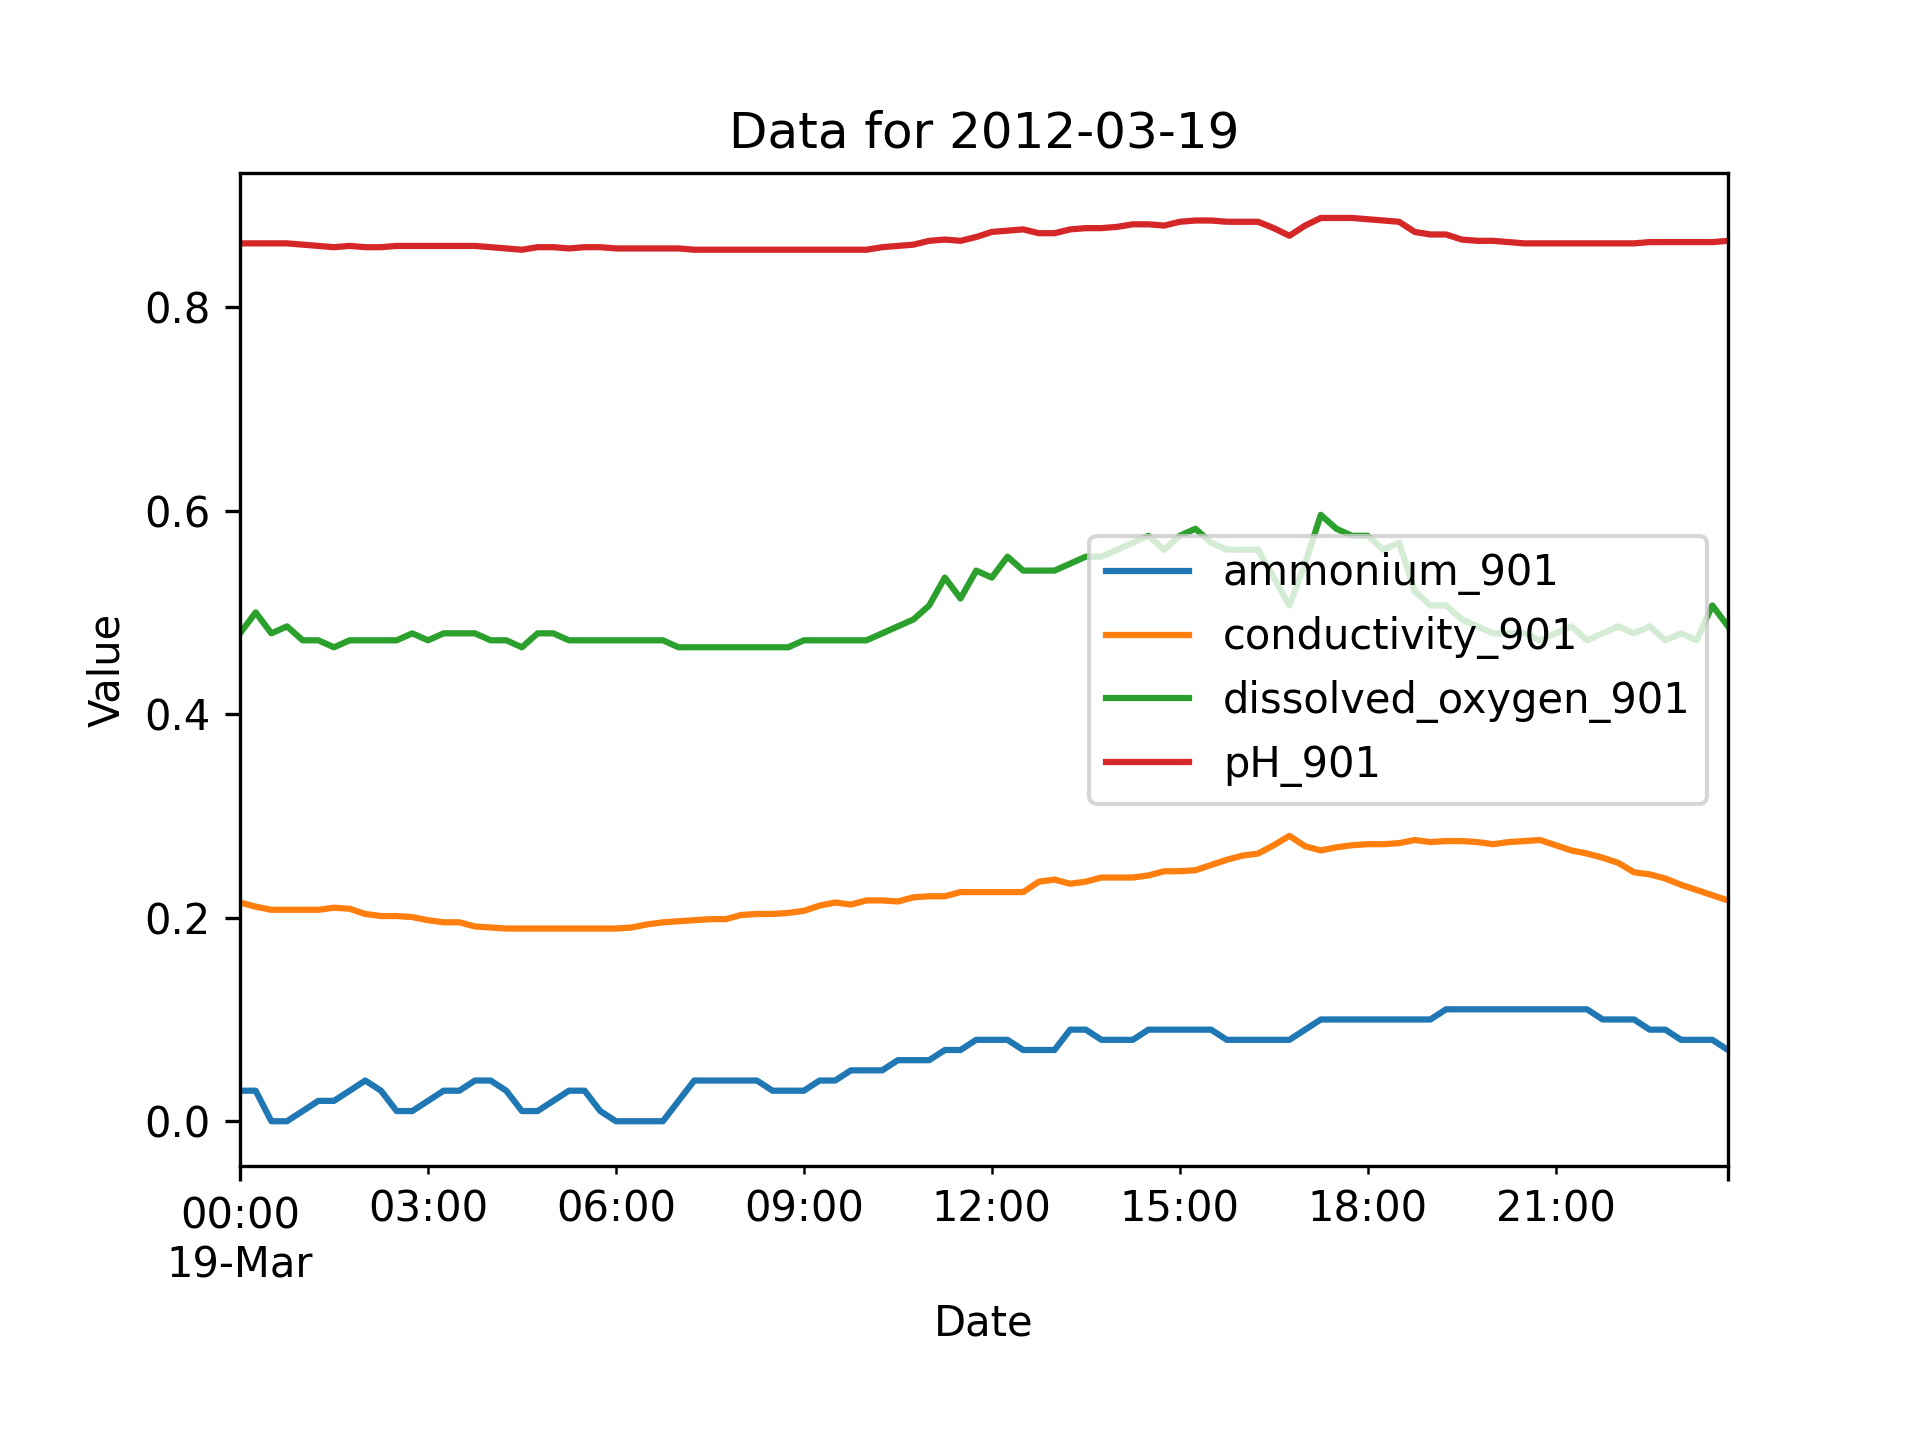 Data for 2012-03-19
Value
0.8
0.6
0.4
0.2
0.0
ammonium_901
conductivity_901
dissolved_oxygen_901
pH_901
00:00 03:00 06:00 09:00 12:00 15:00 18:00 21:00
19-Mar
Date